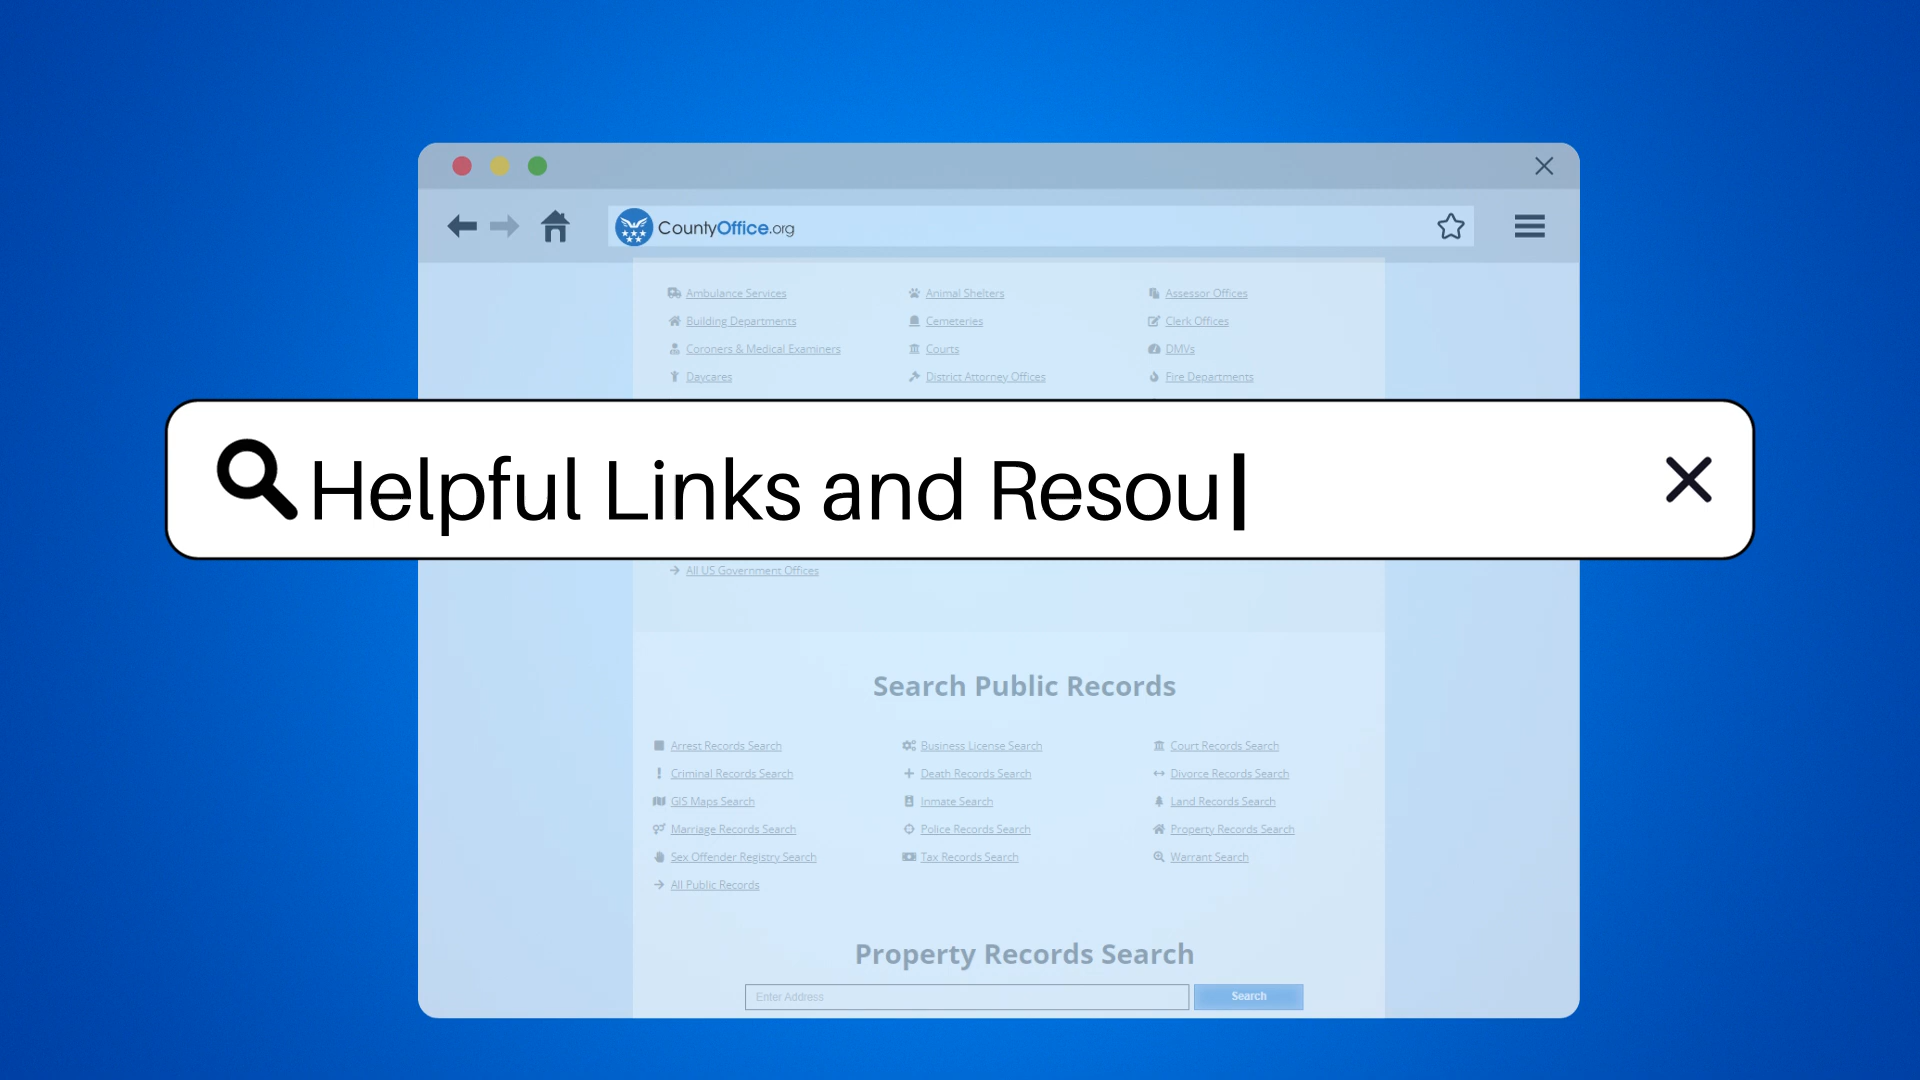 CountyOffice.org
Ambulance Services Animal Shelters Assessor Offices
Building Departments Cemeteries Clerk Offices
Coroners & Medical Examiners Courts DMVs
Daycares District Attorney Offices Fire Departments
Helpful Links and Resou
All US Government Offices
Search Public Records
Arrest Records Search Business License Search Court Records Search
Criminal Records Search Death Records Search Divorce Records Search
GIS Maps Search Inmate Search Land Records Search
Marriage Records Search Police Records Search Property Records Search
Sex Offender Registry Search Tax Records Search Warrant Search
All Public Records
Property Records Search
Enter Address Search